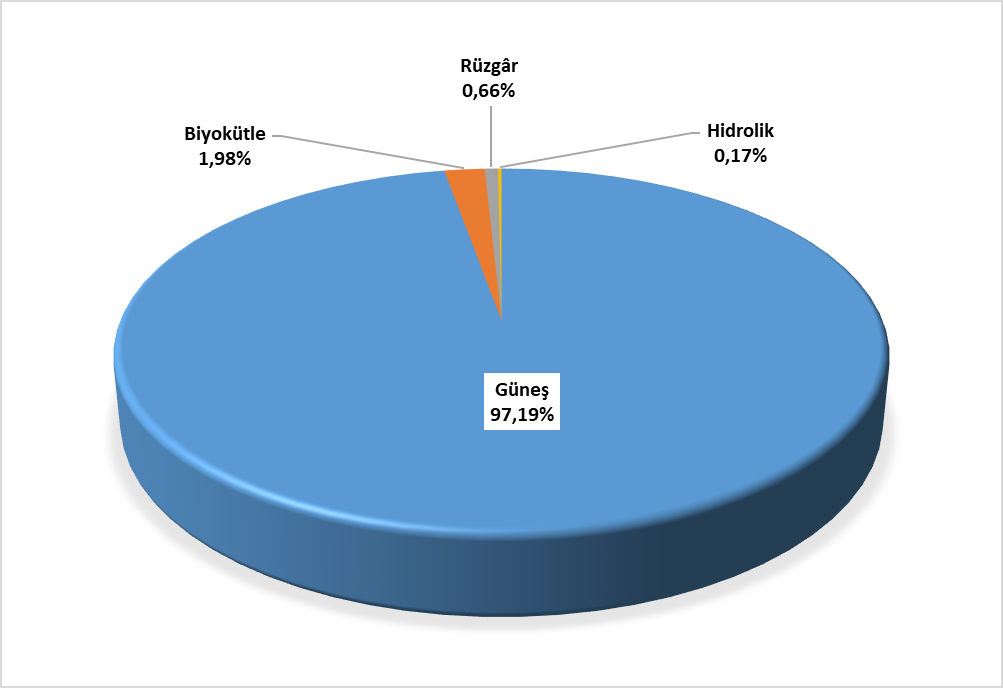 Rüzgâr
0,66%
Biyokütle
1,98%
Hidrolik
0,17%
Güneş
97,19%